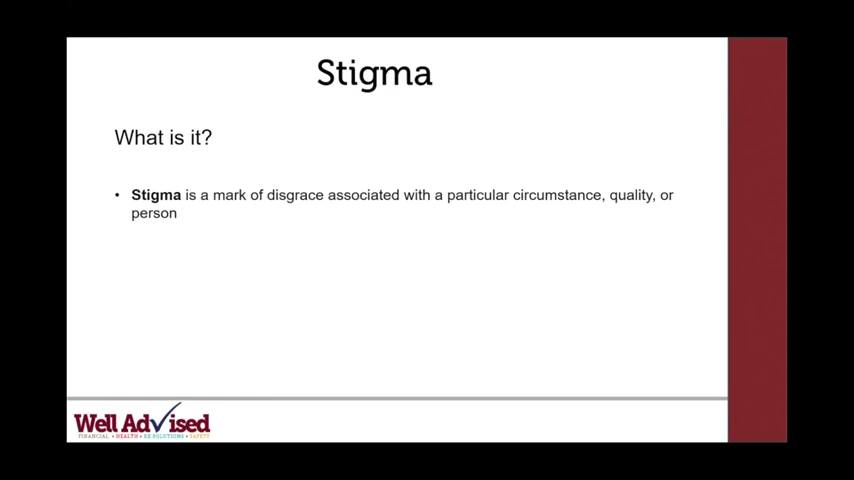 Stigma
What is it?
• Stigma is a mark of disgrace associated with a particular circumstance, quality, or
person
Well Advised
FINANCIAL • HEALTH • RE:SOLUTIONS • SAFETY